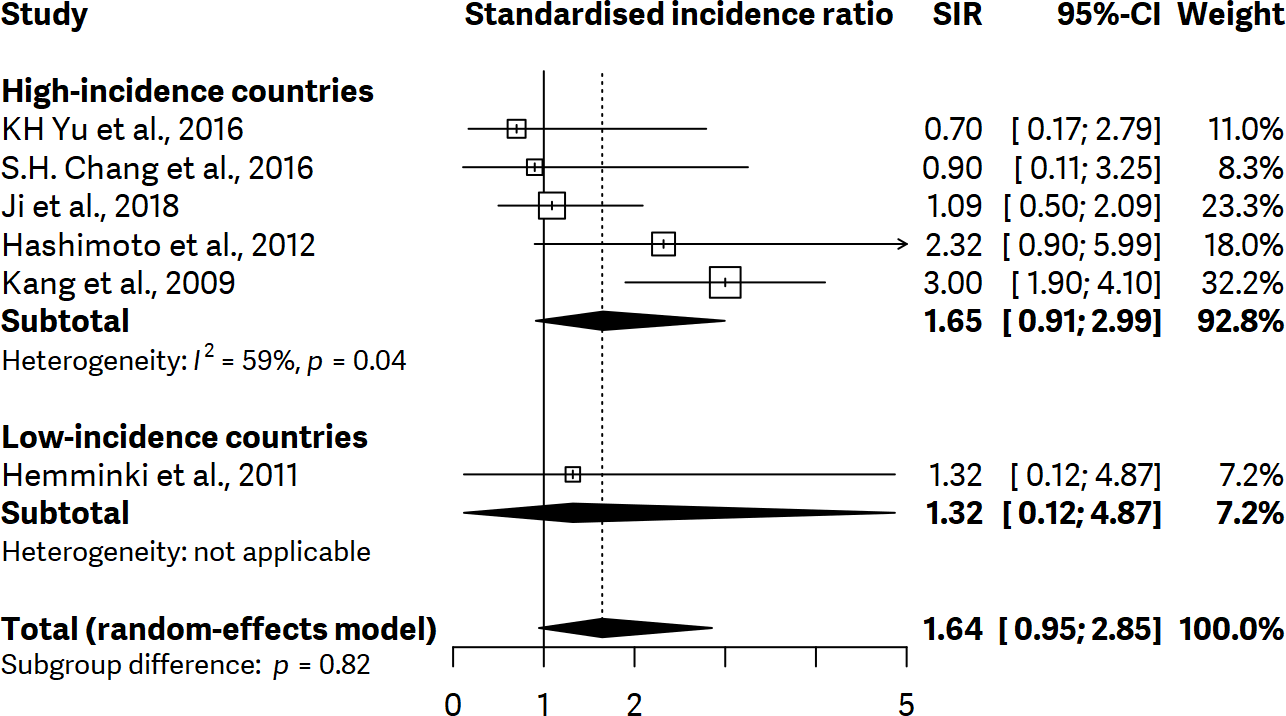 Study Standardised incidence ratio SIR 95%-CI Weight
High-incidence countries
KH Yu et al., 2016 0.70 [ 0.17; 2.79] 11.0%
S.H. Chang et al., 2016 0.90 [ 0.11; 3.25] 8.3%
Ji et al., 2018 1.09 [ 0.50; 2.09] 23.3%
Hashimoto et al., 2012 2.32 [ 0.90; 5.99] 18.0%
Kang et al., 2009 3.00 [ 1.90; 4.10] 32.2%
Subtotal 1.65 [ 0.91; 2.99] 92.8%
Heterogeneity: I² = 59%, p = 0.04
Low-incidence countries
Hemminki et al., 2011 1.32 [ 0.12; 4.87] 7.2%
Subtotal 1.32 [ 0.12; 4.87] 7.2%
Heterogeneity: not applicable
Total (random-effects model) 1.64 [ 0.95; 2.85] 100.0%
Subgroup difference: p = 0.82
0 1 2 5